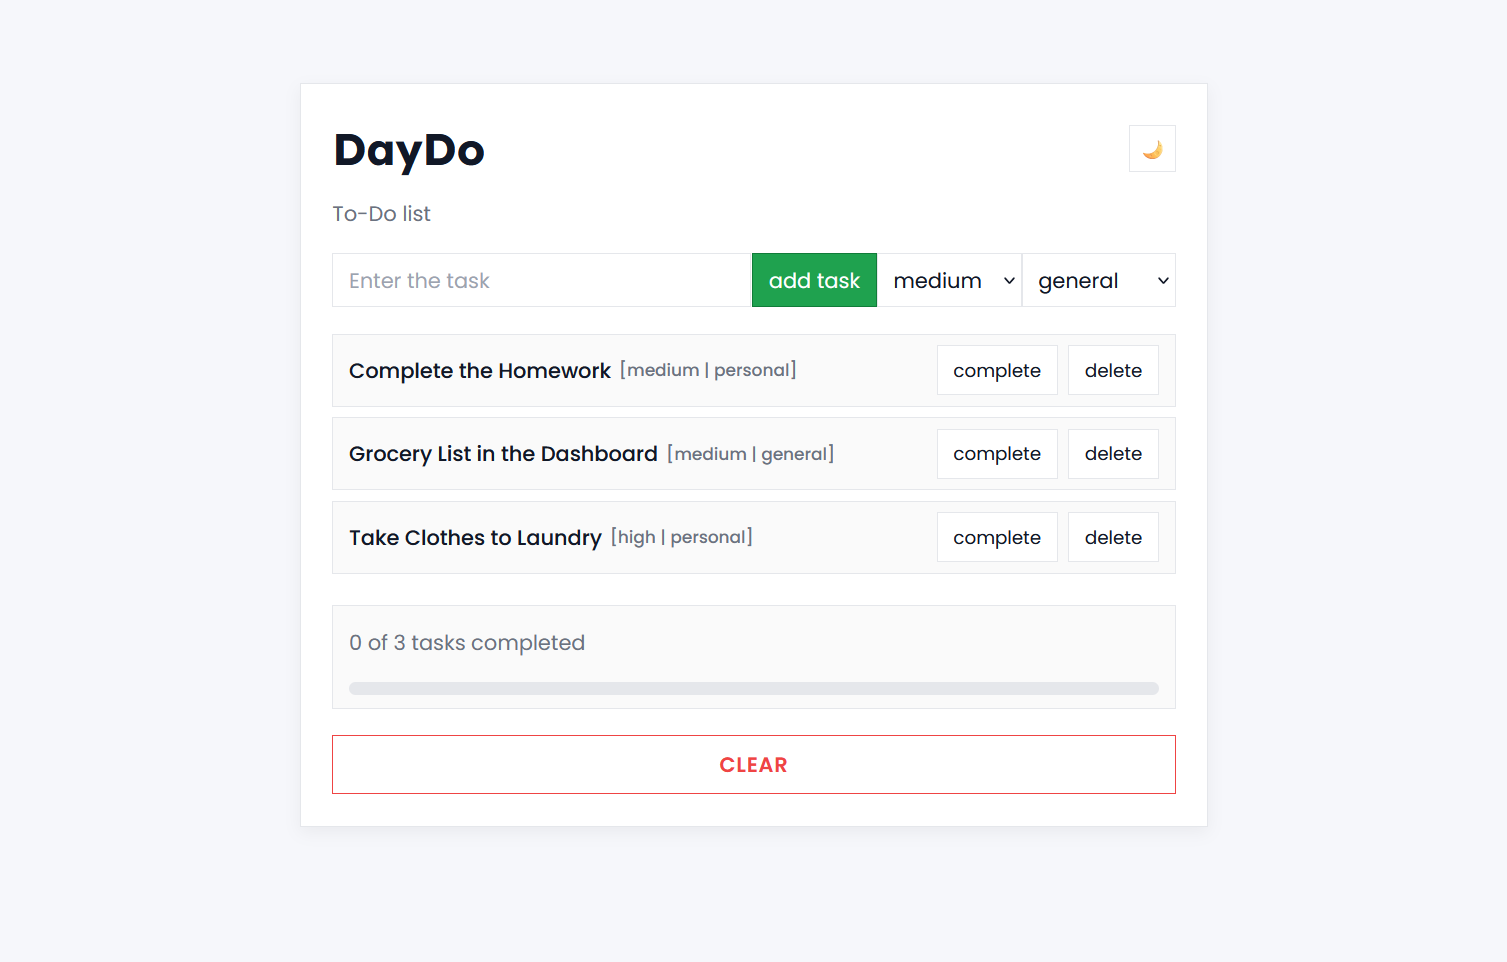 DayDo
To-Do list
Enter the task add task medium general
Complete the Homework [medium | personal] complete delete
Grocery List in the Dashboard [medium | general] complete delete
Take Clothes to Laundry [high | personal] complete delete
0 of 3 tasks completed
CLEAR